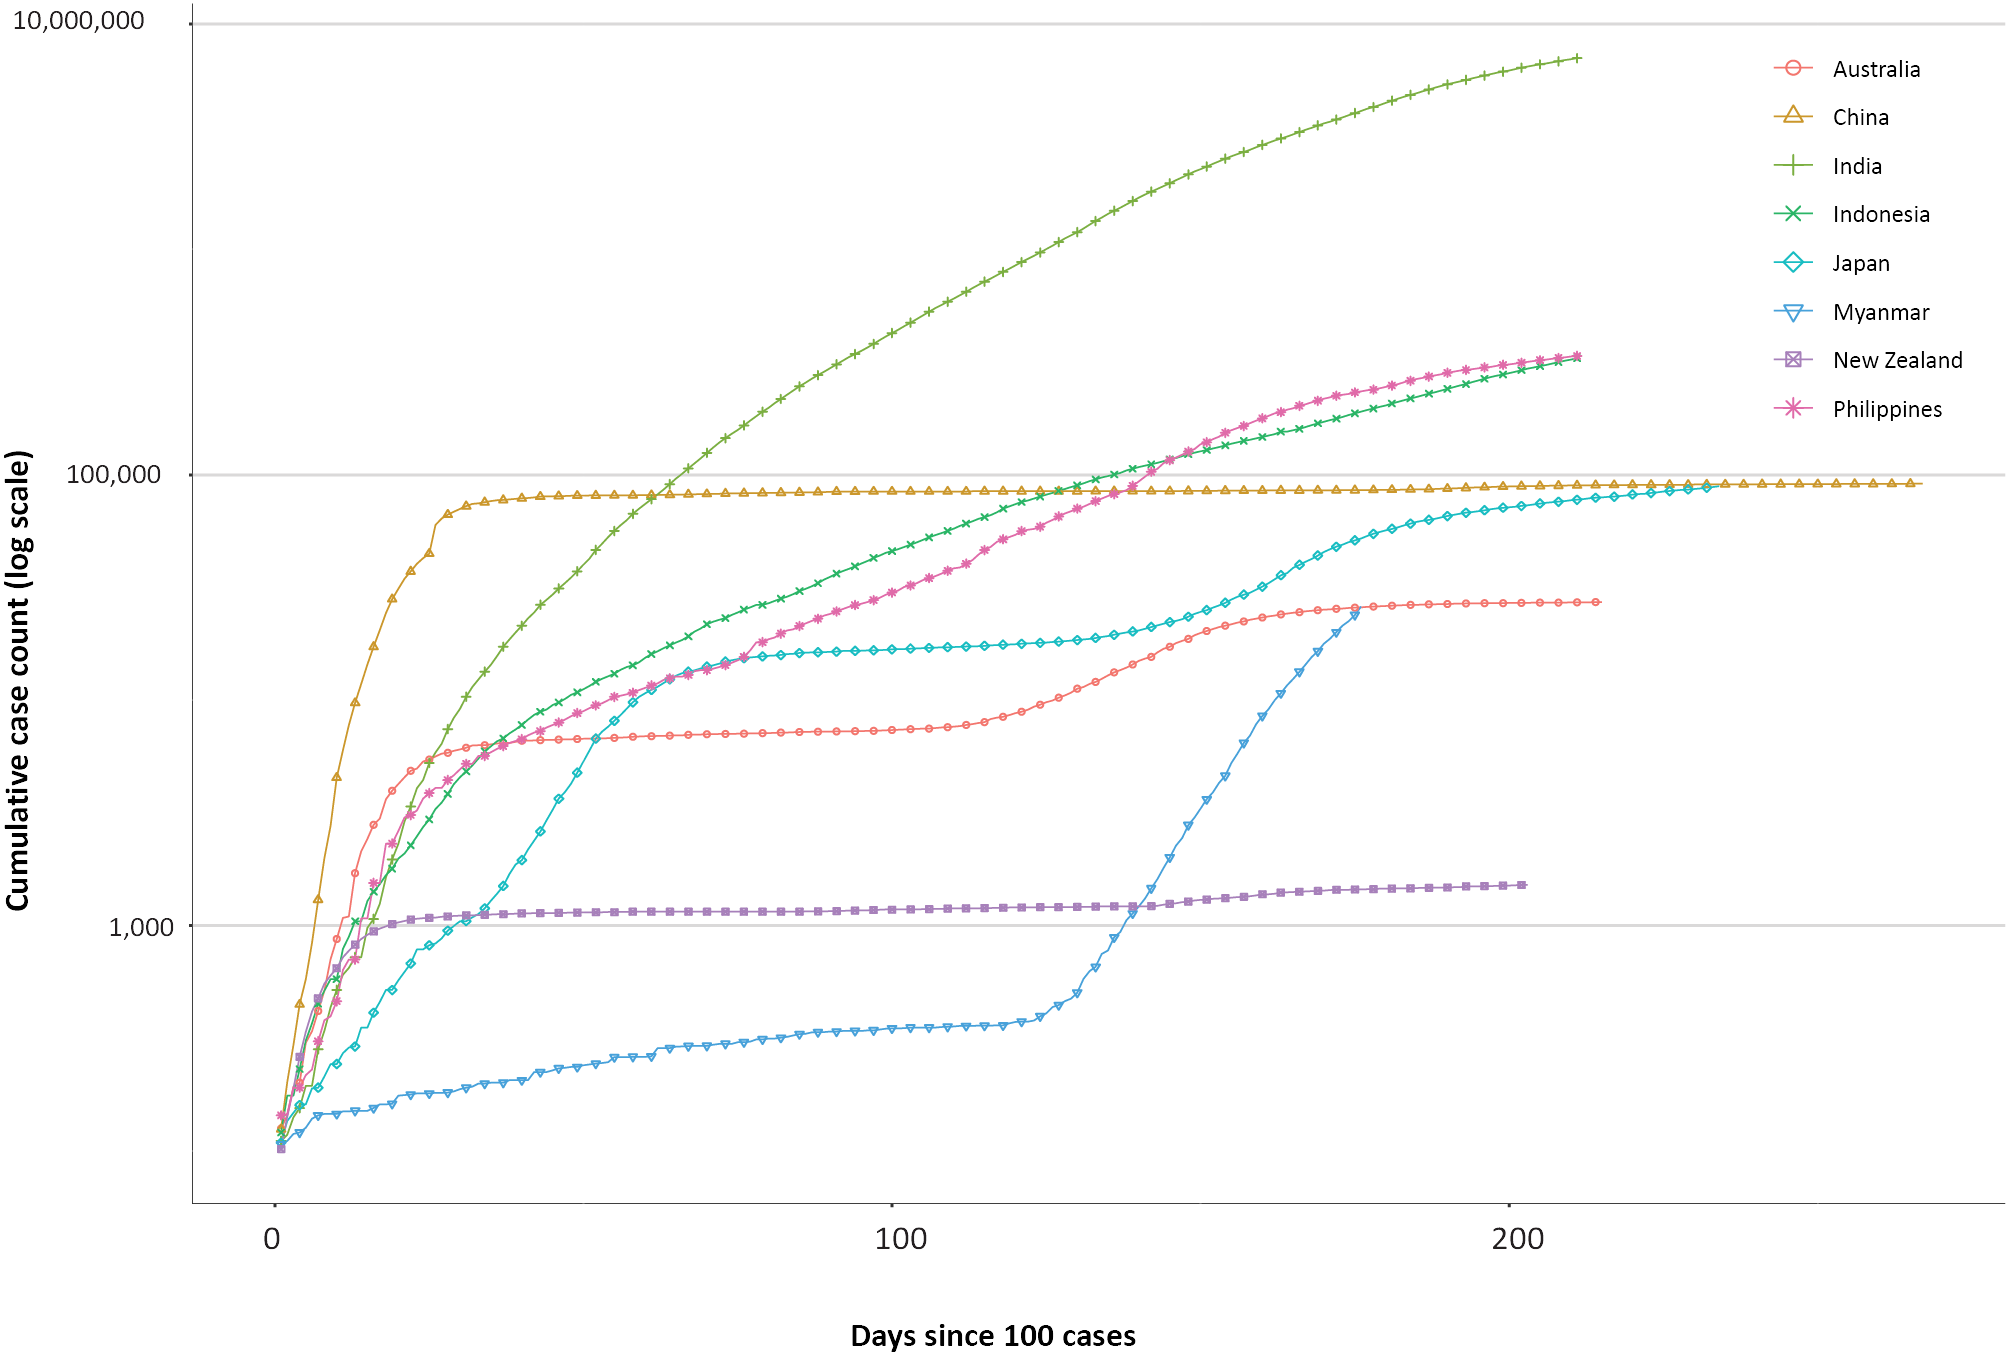 10,000,000
Australia
China
India
Indonesia
Japan
Myanmar
New Zealand
Philippines
100,000
1,000
Cumulative case count (log scale)
0 100 200
Days since 100 cases